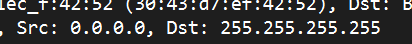 lec_f:42:52 (30:43:d7:ef:42:52), Dst: B
, Src: 0.0.0.0, Dst: 255.255.255.255